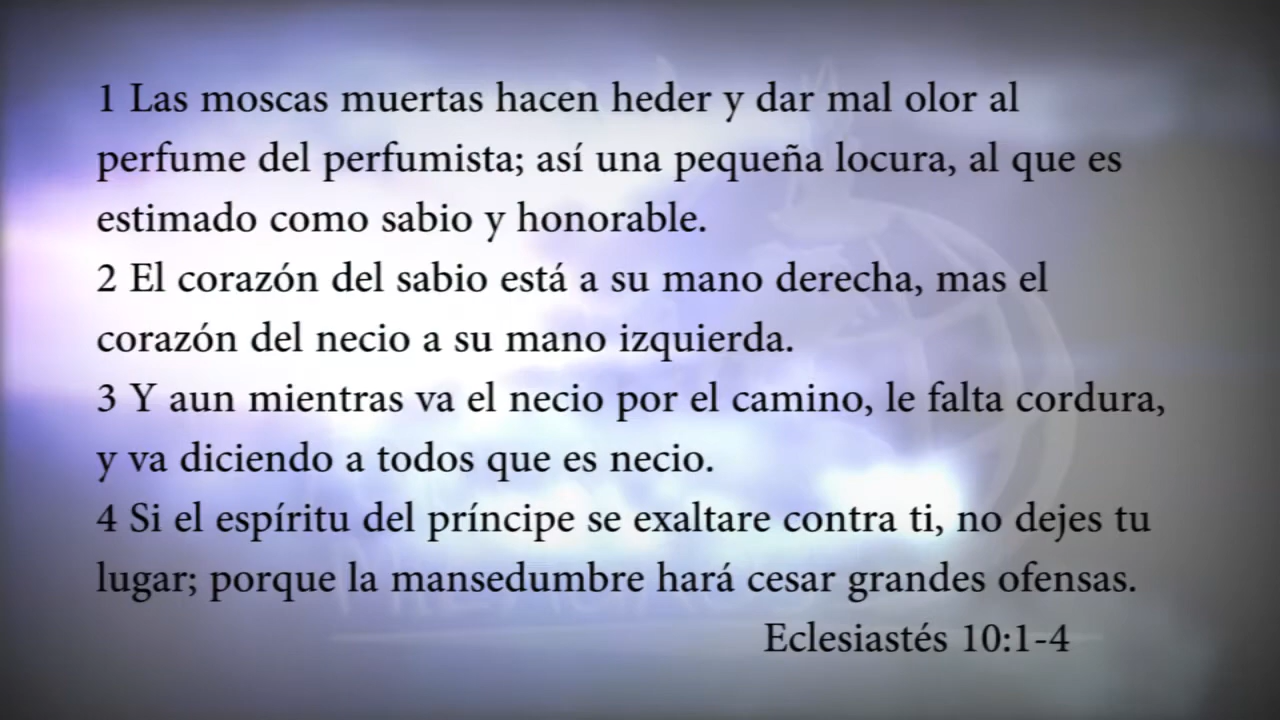 1 Las moscas muertas hacen heder y dar mal olor al
perfume del perfumista; así una pequeña locura, al que es
estimado como sabio y honorable.
2 El corazón del sabio está a su mano derecha, mas el
corazón del necio a su mano izquierda.
3 Y aun mientras va el necio por el camino, le falta cordura,
y va diciendo a todos que es necio.
4 Si el espíritu del príncipe se exaltare contra ti, no dejes tu
lugar; porque la mansedumbre hará cesar grandes ofensas.
Eclesiastés 10:1-4